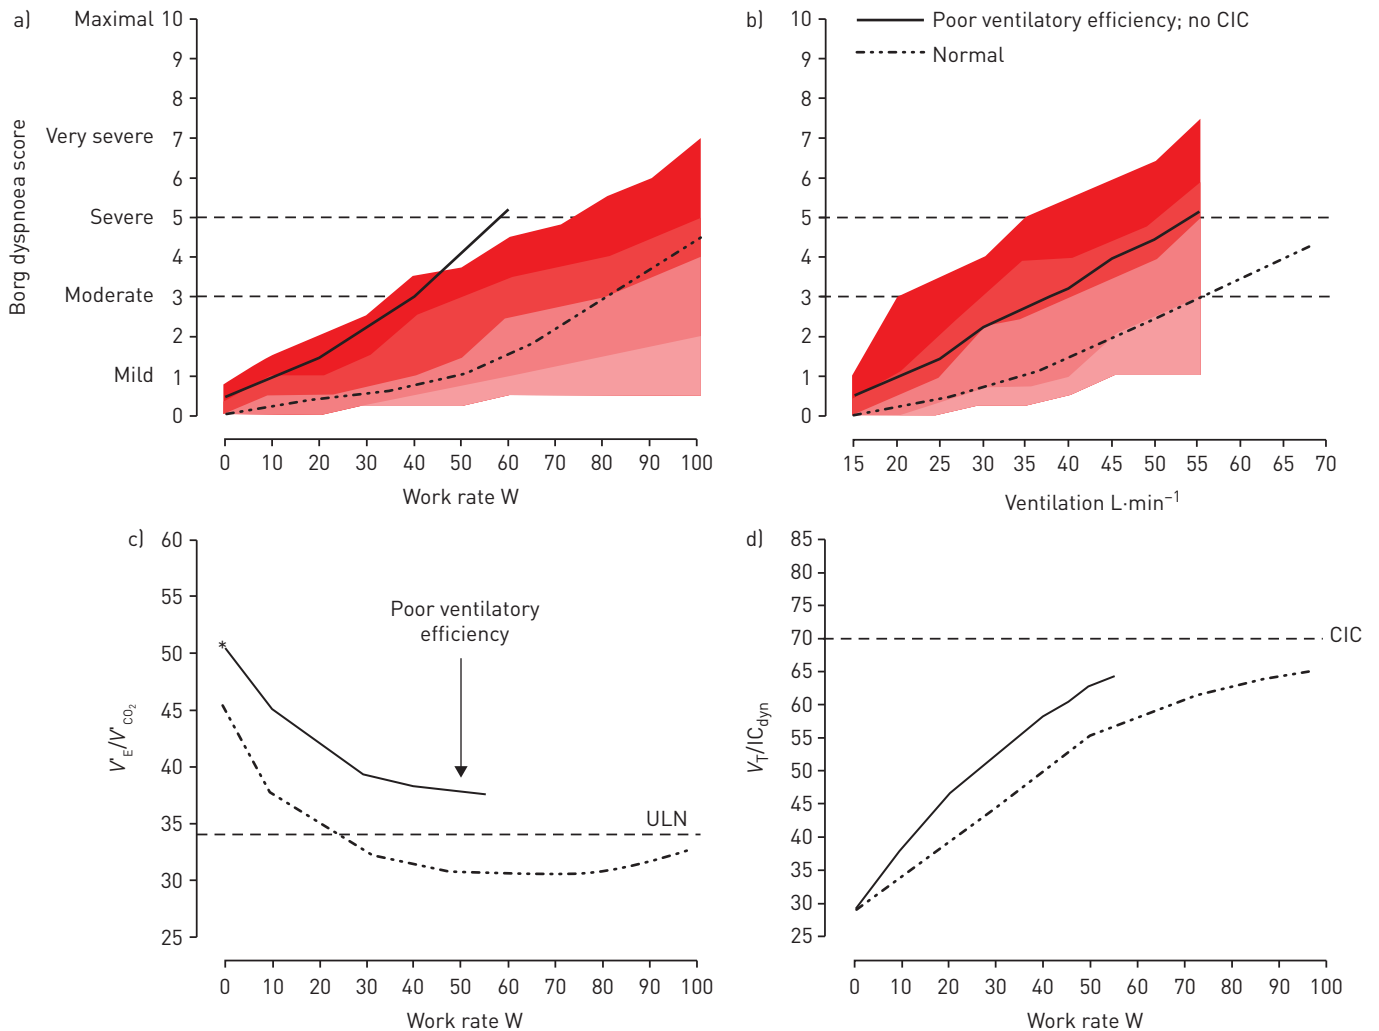 a)
Borg dyspnoea score
Maximal 10
9
8
Very severe 7
6
Severe 5
4
Moderate 3
2
Mild 1
0
0 10 20 30 40 50 60 70 80 90 100
Work rate W
b)
Poor ventilatory efficiency; no CIC
Normal
10
9
8
7
6
5
4
3
2
1
0
15 20 25 30 35 40 45 50 55 60 65 70
Ventilation L·min⁻¹
c)
V'E/V'CO₂
60
55
50
45
40
35
30
25
*
Poor ventilatory
efficiency
ULN
0 10 20 30 40 50 60 70 80 90 100
Work rate W
d)
VT/ICdyn
85
80
75
70
65
60
55
50
45
40
35
30
25
CIC
0 10 20 30 40 50 60 70 80 90 100
Work rate W